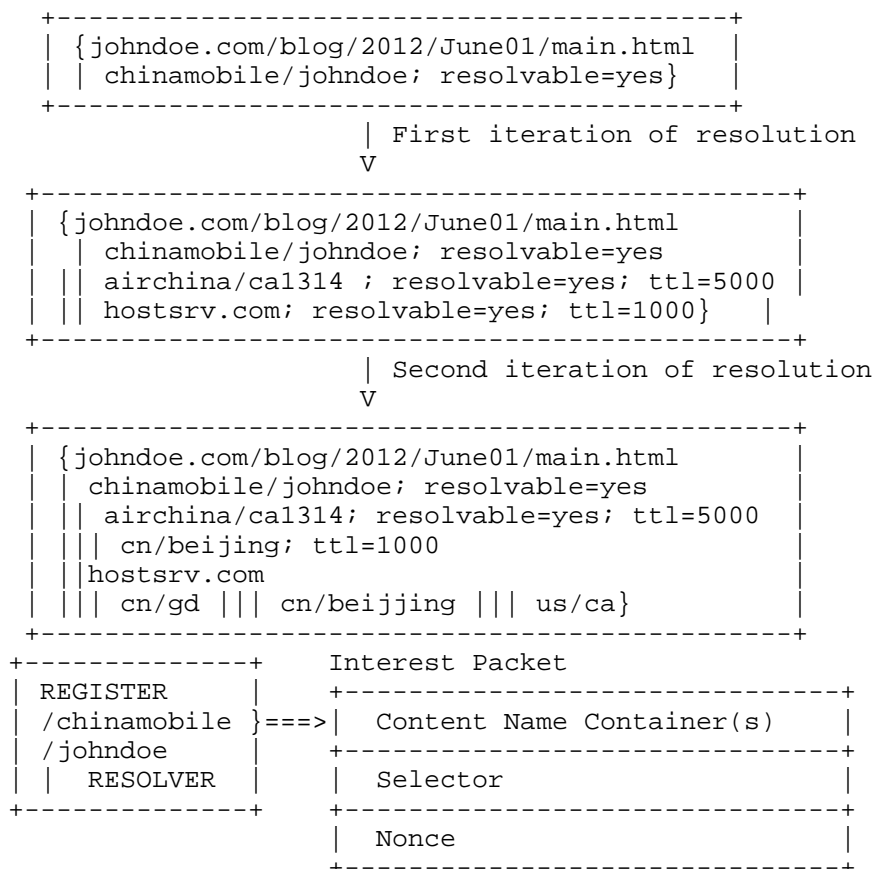 +------------------------------------------+
| {johndoe.com/blog/2012/June01/main.html |
| | chinamobile/johndoe; resolvable=yes} |
+------------------------------------------+
| First iteration of resolution
V
+-----------------------------------------------+
| {johndoe.com/blog/2012/June01/main.html |
| | chinamobile/johndoe; resolvable=yes |
| || airchina/ca1314 ; resolvable=yes; ttl=5000 |
| || hostsrv.com; resolvable=yes; ttl=1000} |
+-----------------------------------------------+
| Second iteration of resolution
V
+-----------------------------------------------+
| {johndoe.com/blog/2012/June01/main.html |
| | chinamobile/johndoe; resolvable=yes |
| || airchina/ca1314; resolvable=yes; ttl=5000 |
| ||| cn/beijing; ttl=1000 |
| ||hostsrv.com |
| ||| cn/gd ||| cn/beijjing ||| us/ca} |
+-----------------------------------------------+
+--------------+ Interest Packet
| REGISTER | +-------------------------------+
| /chinamobile }===>| Content Name Container(s) |
| /johndoe | +-------------------------------+
| | RESOLVER | | Selector |
+--------------+ +-------------------------------+
| Nonce |
+-------------------------------+